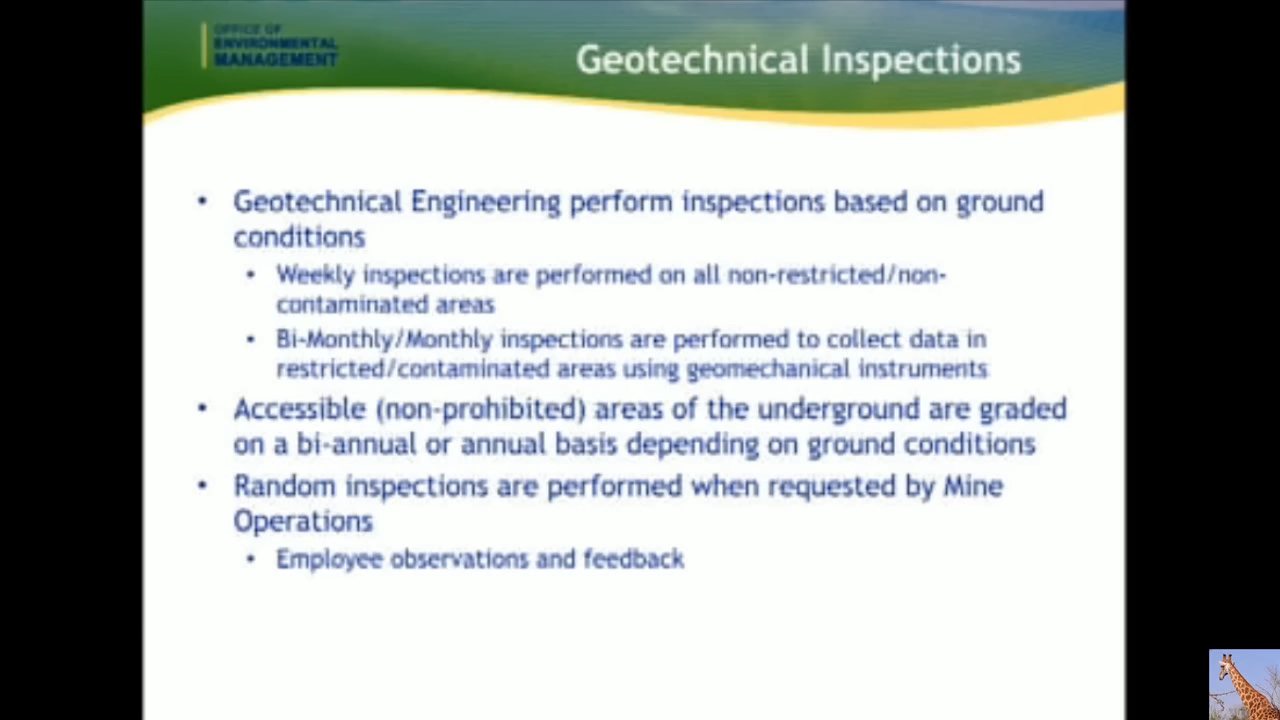 OFFICE OF
ENVIRONMENTAL
MANAGEMENT
Geotechnical Inspections
• Geotechnical Engineering perform inspections based on ground
conditions
• Weekly inspections are performed on all non-restricted/non-
contaminated areas
• Bi-Monthly/Monthly inspections are performed to collect data in
restricted/contaminated areas using geomechanical instruments
• Accessible (non-prohibited) areas of the underground are graded
on a bi-annual or annual basis depending on ground conditions
• Random inspections are performed when requested by Mine
Operations
• Employee observations and feedback